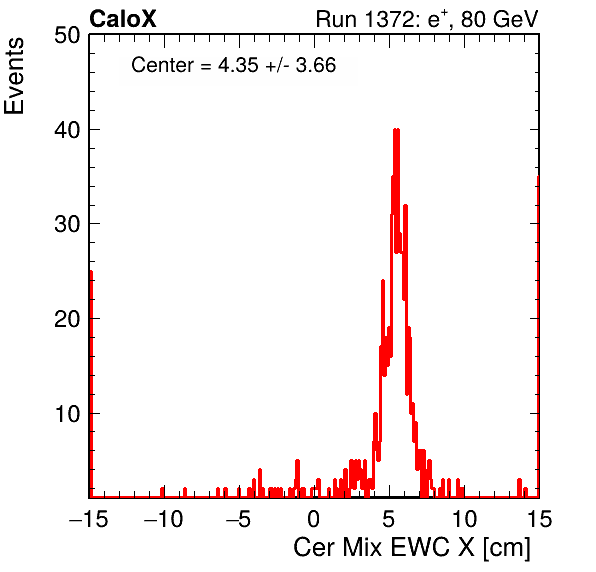 CaloX Run 1372: e⁺, 80 GeV
Events
Center = 4.35 +/- 3.66
50
40
30
20
10
−15 −10 −5 0 5 10 15
Cer Mix EWC X [cm]